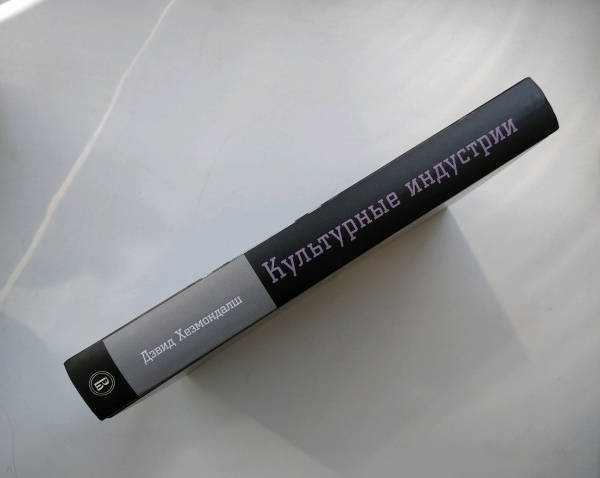 Дэвид Хезмондалш
Культурные индустрии